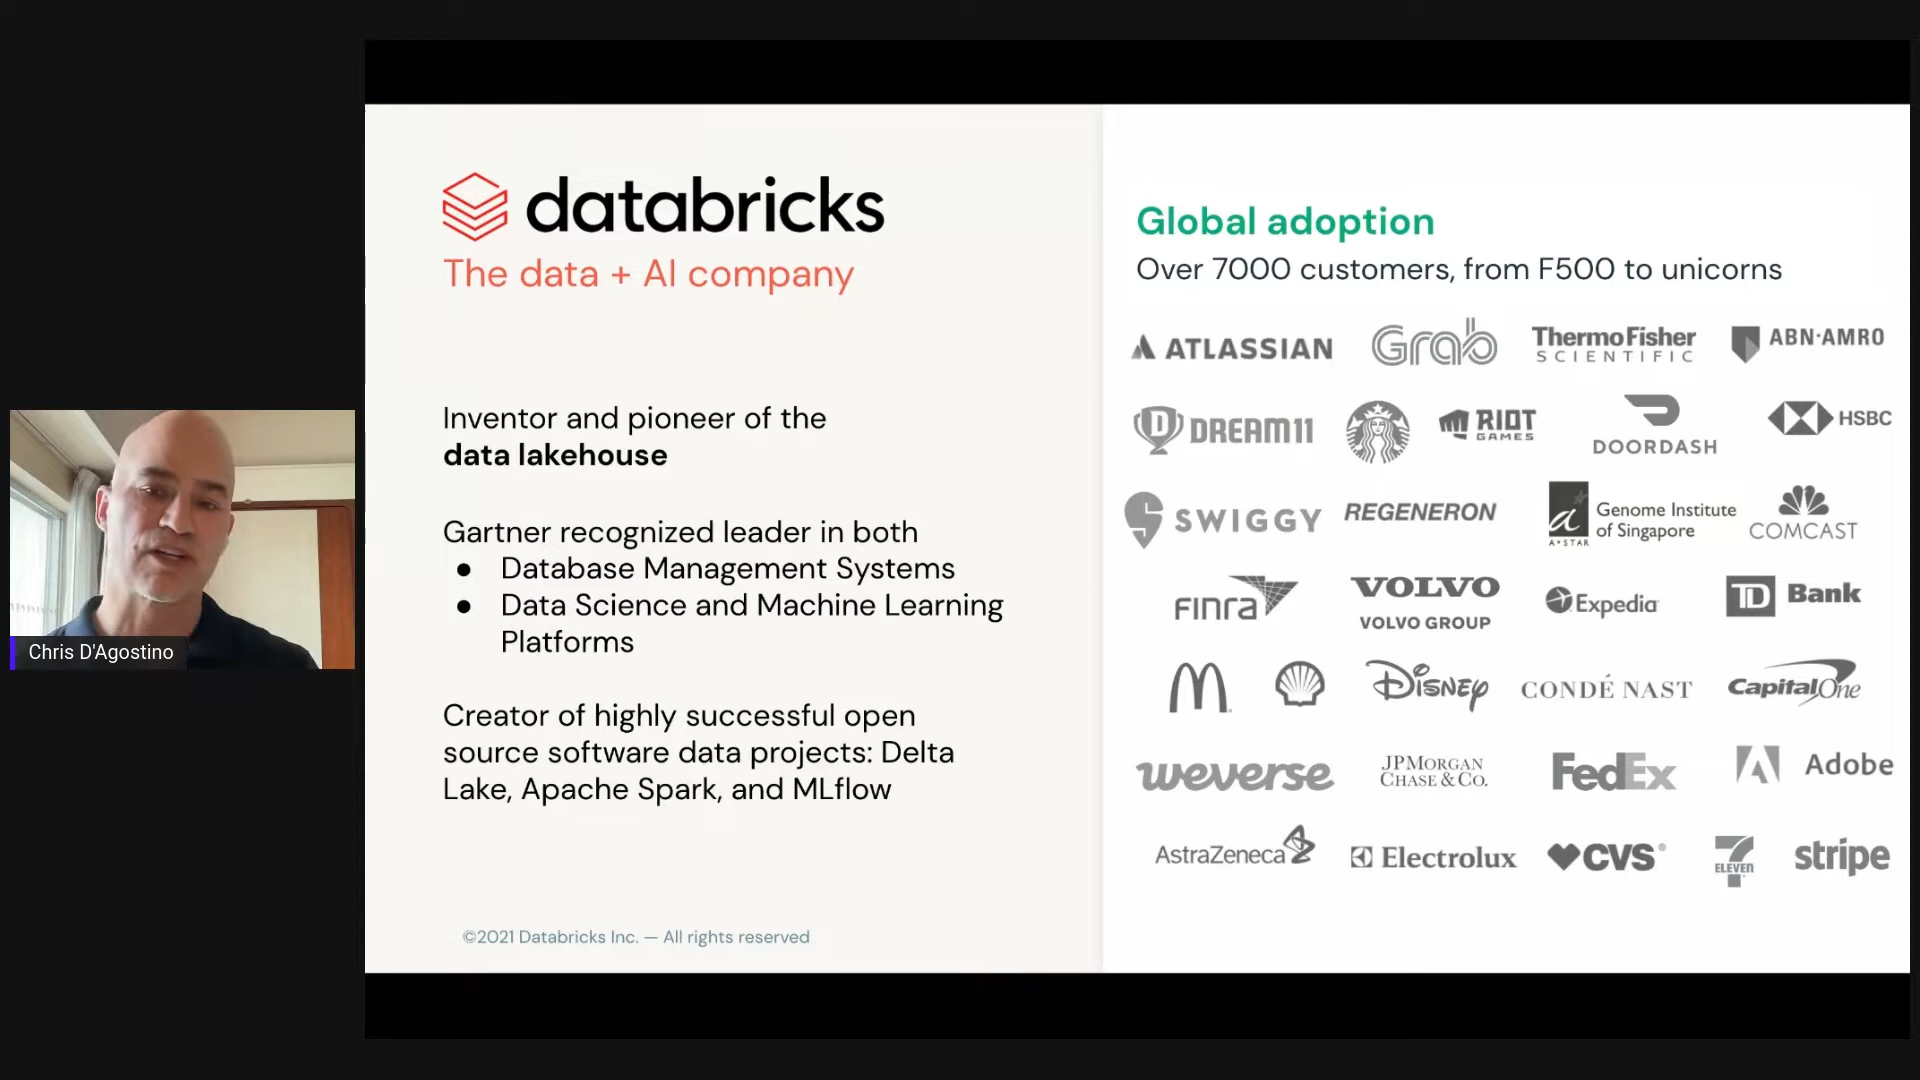 databricks
The data + AI company
Inventor and pioneer of the
data lakehouse
Gartner recognized leader in both
● Database Management Systems
● Data Science and Machine Learning
Platforms
Creator of highly successful open
source software data projects: Delta
Lake, Apache Spark, and MLflow
©2021 Databricks Inc. — All rights reserved
Global adoption
Over 7000 customers, from F500 to unicorns
ATLASSIAN
Grab
ThermoFisher
SCIENTIFIC
ABN·AMRO
DREAM11
RIOT
GAMES
DOORDASH
HSBC
SWIGGY
REGENERON
a
A*STAR
Genome Institute
of Singapore
COMCAST
FINRA
VOLVO
VOLVO GROUP
Expedia
TD Bank
M
DISNEY
CONDÉ NAST
Capital One
weverse
JPMORGAN
CHASE & CO.
FedEx
Adobe
AstraZeneca
Electrolux
CVS®
7
ELEVEN
stripe
Chris D'Agostino